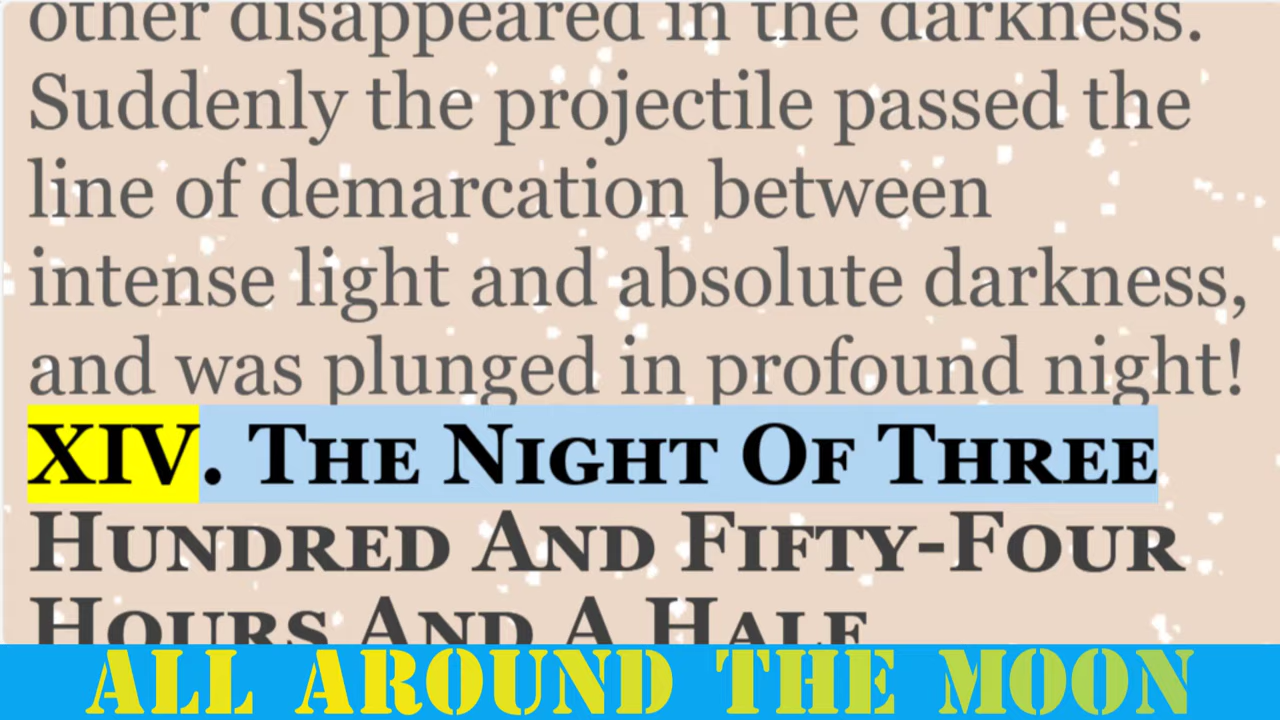 other disappeared in the darkness.
Suddenly the projectile passed the
line of demarcation between
intense light and absolute darkness,
and was plunged in profound night!
XIV. The Night Of Three
Hundred And Fifty-Four
Hours And A Half
ALL AROUND THE MOON